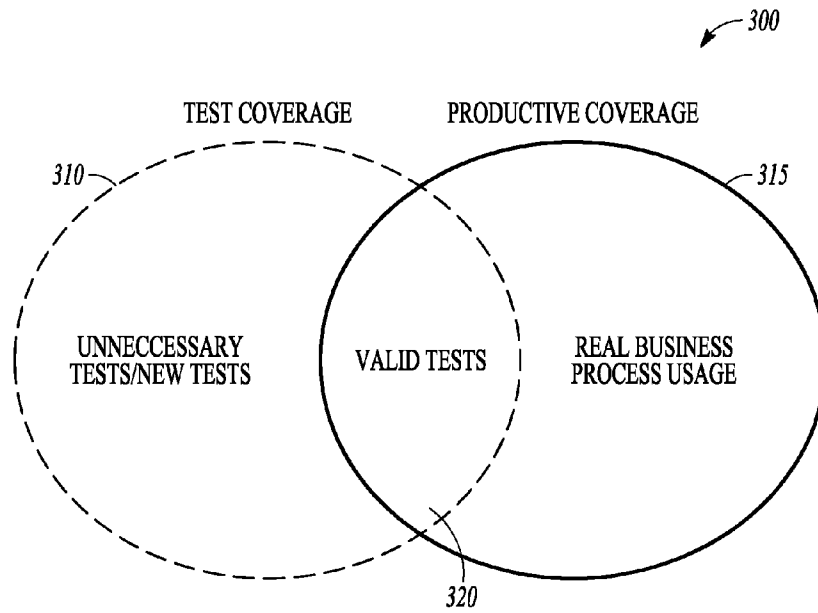 300
TEST COVERAGE
PRODUCTIVE COVERAGE
310
315
UNNECCESSARY
TESTS/NEW TESTS
VALID TESTS
REAL BUSINESS
PROCESS USAGE
320